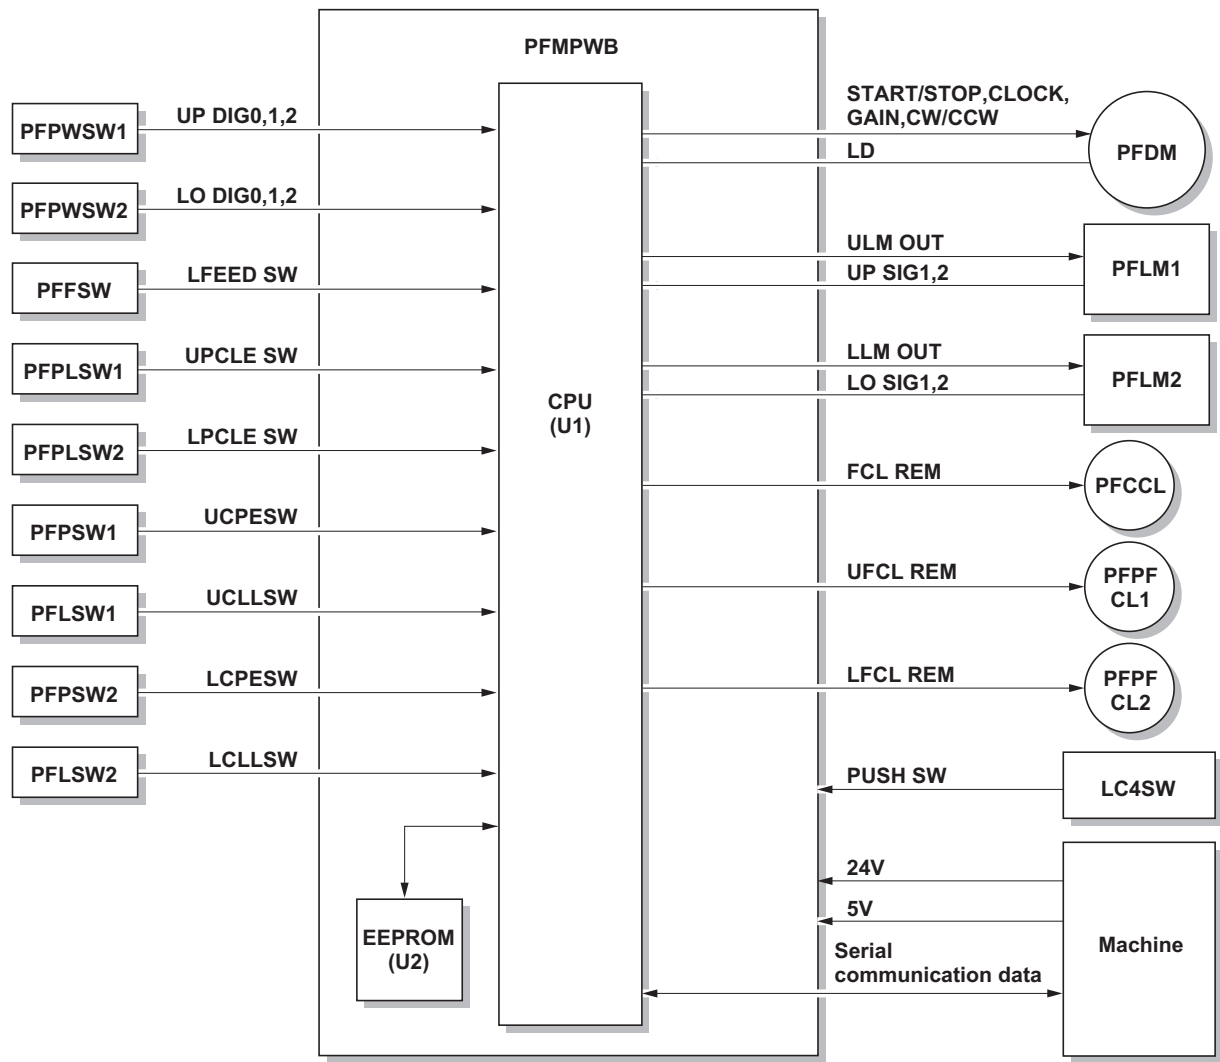 PFMPWB
PFPWSW1
UP DIG0,1,2
PFPWSW2
LO DIG0,1,2
PFFSW
LFEED SW
PFPLSW1
UPCLE SW
PFPLSW2
LPCLE SW
PFPSW1
UCPESW
PFLSW1
UCLLSW
PFPSW2
LCPESW
PFLSW2
LCLLSW
CPU
(U1)
EEPROM
(U2)
START/STOP,CLOCK,
GAIN,CW/CCW
LD
PFDM
ULM OUT
UP SIG1,2
PFLM1
LLM OUT
LO SIG1,2
PFLM2
FCL REM
PFCCL
UFCL REM
PFPF
CL1
LFCL REM
PFPF
CL2
PUSH SW
LC4SW
24V
5V
Serial
communication data
Machine